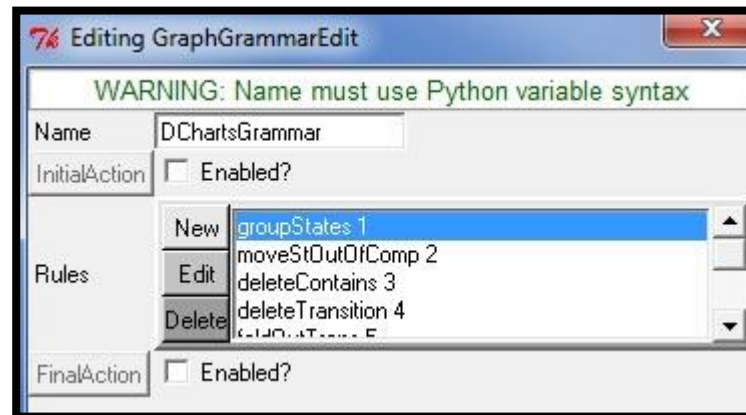 Editing GraphGrammarEdit
WARNING: Name must use Python variable syntax
Name DChartsGrammar
InitialAction Enabled?
New groupStates 1
moveStOutOfComp 2
Rules Edit deleteContains 3
Delete deleteTransition 4
FinalAction Enabled?